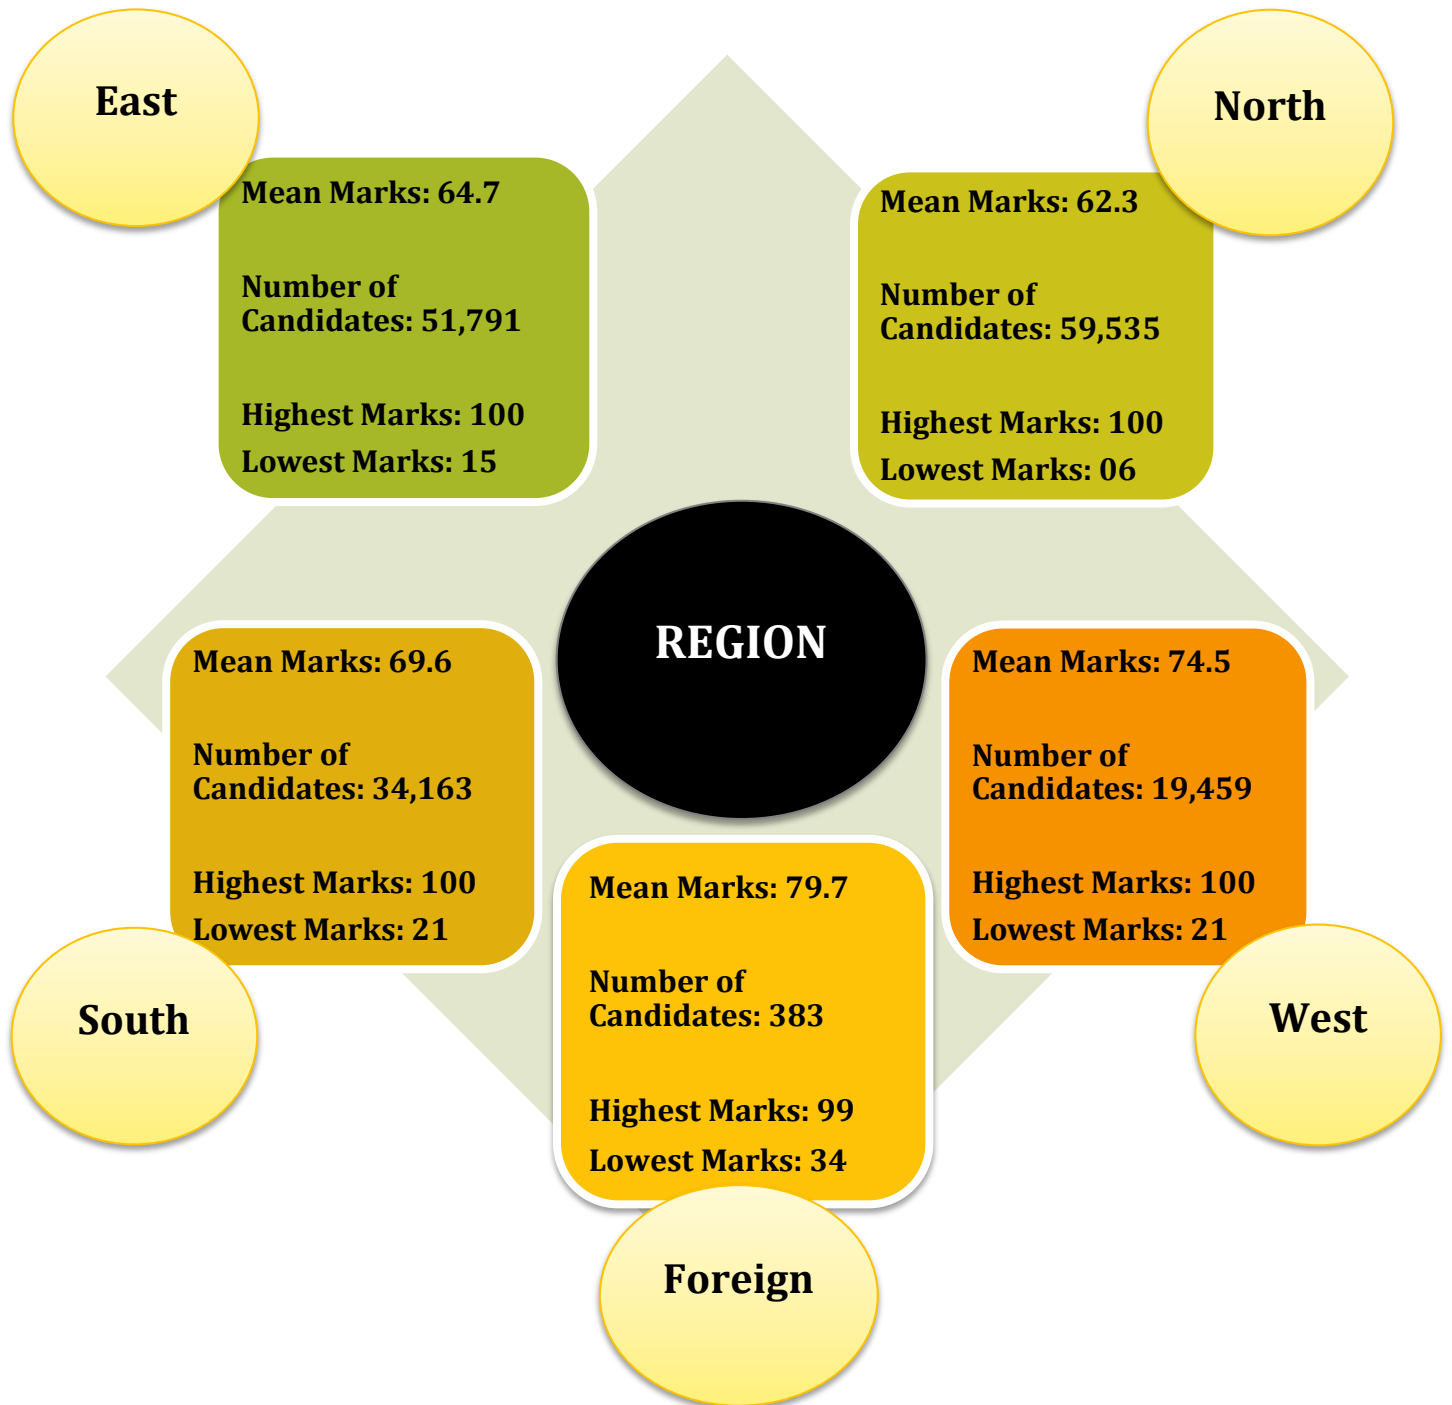 East
Mean Marks: 64.7
Number of
Candidates: 51,791
Highest Marks: 100
Lowest Marks: 15
North
Mean Marks: 62.3
Number of
Candidates: 59,535
Highest Marks: 100
Lowest Marks: 06
REGION
Mean Marks: 69.6
Number of
Candidates: 34,163
Highest Marks: 100
Lowest Marks: 21
South
Mean Marks: 79.7
Number of
Candidates: 383
Highest Marks: 99
Lowest Marks: 34
Foreign
Mean Marks: 74.5
Number of
Candidates: 19,459
Highest Marks: 100
Lowest Marks: 21
West